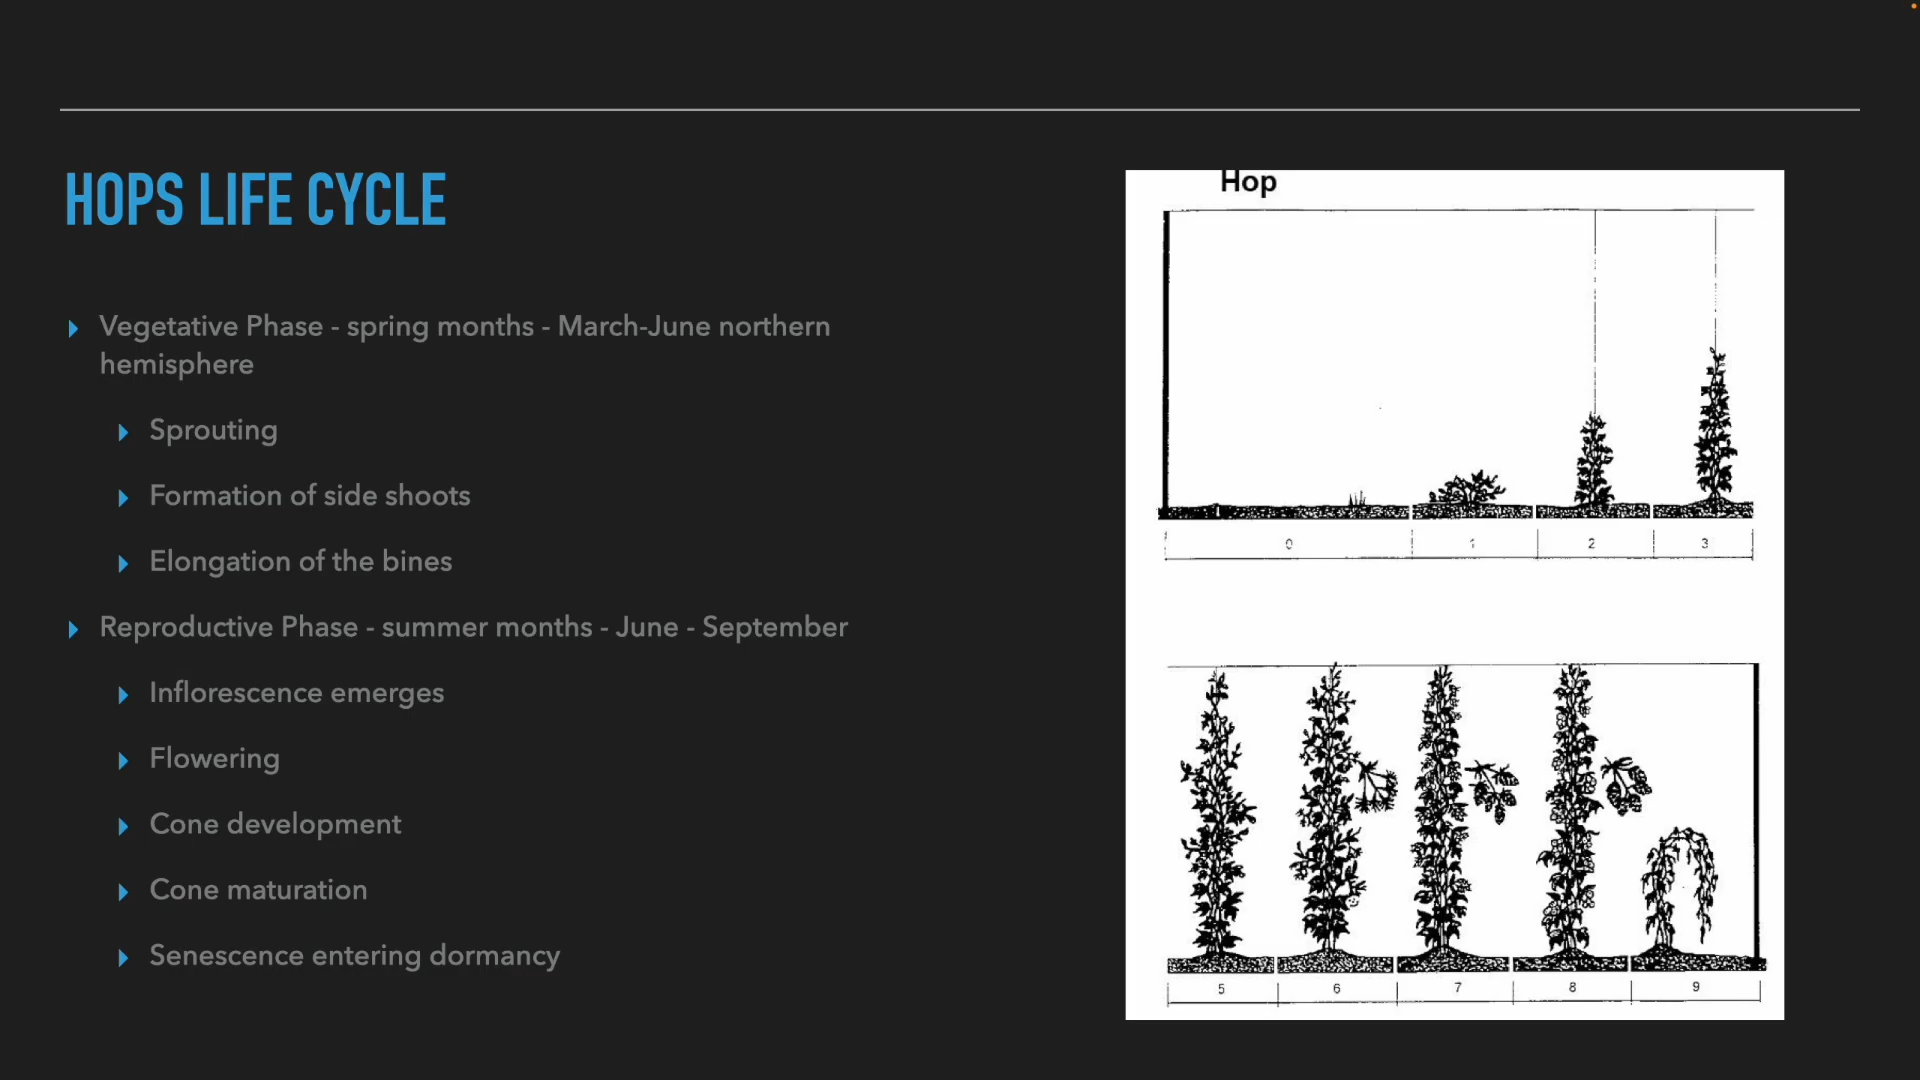 HOPS LIFE CYCLE
Vegetative Phase - spring months - March-June northern
hemisphere
Sprouting
Formation of side shoots
Elongation of the bines
Reproductive Phase - summer months - June - September
Inflorescence emerges
Flowering
Cone development
Cone maturation
Senescence entering dormancy
Hop
0 1 2 3
5 6 7 8 9